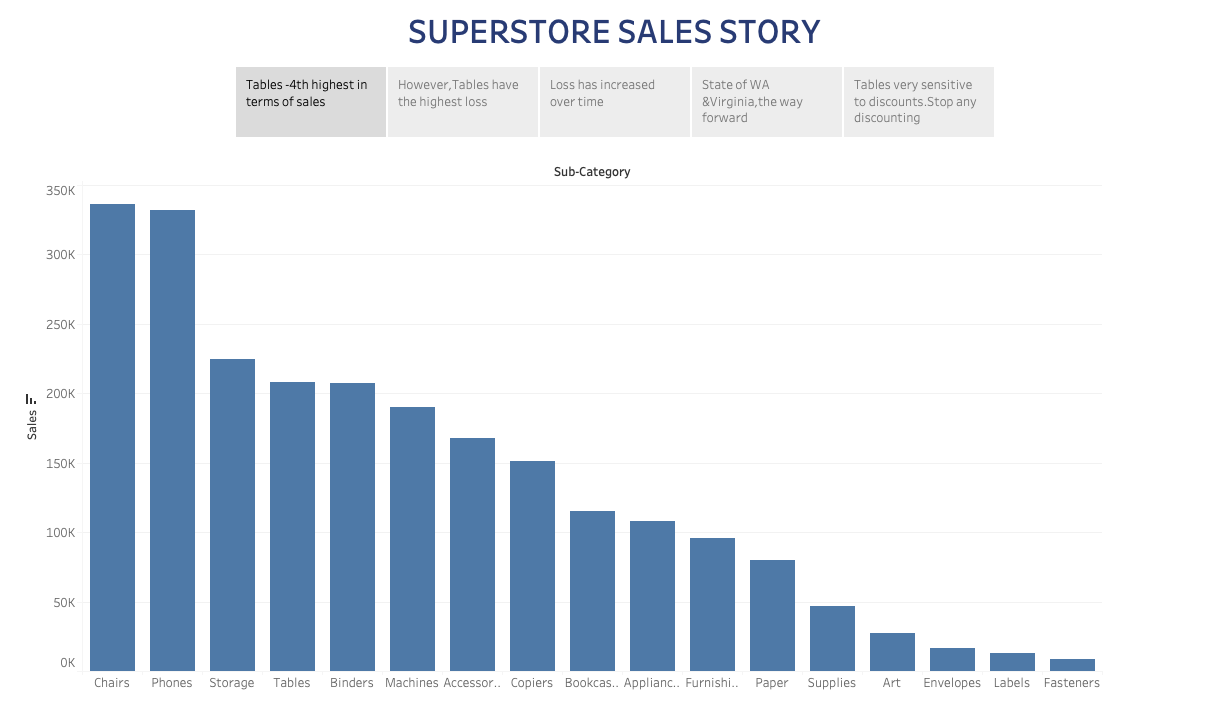 SUPERSTORE SALES STORY
Tables -4th highest in
terms of sales
However,Tables have
the highest loss
Loss has increased
over time
State of WA
&Virginia,the way
forward
Tables very sensitive
to discounts.Stop any
discounting
Sub-Category
350K
300K
250K
200K
150K
100K
50K
0K
Sales
Chairs Phones Storage Tables Binders Machines Accessor.. Copiers Bookcas.. Applianc.. Furnishi.. Paper Supplies Art Envelopes Labels Fasteners